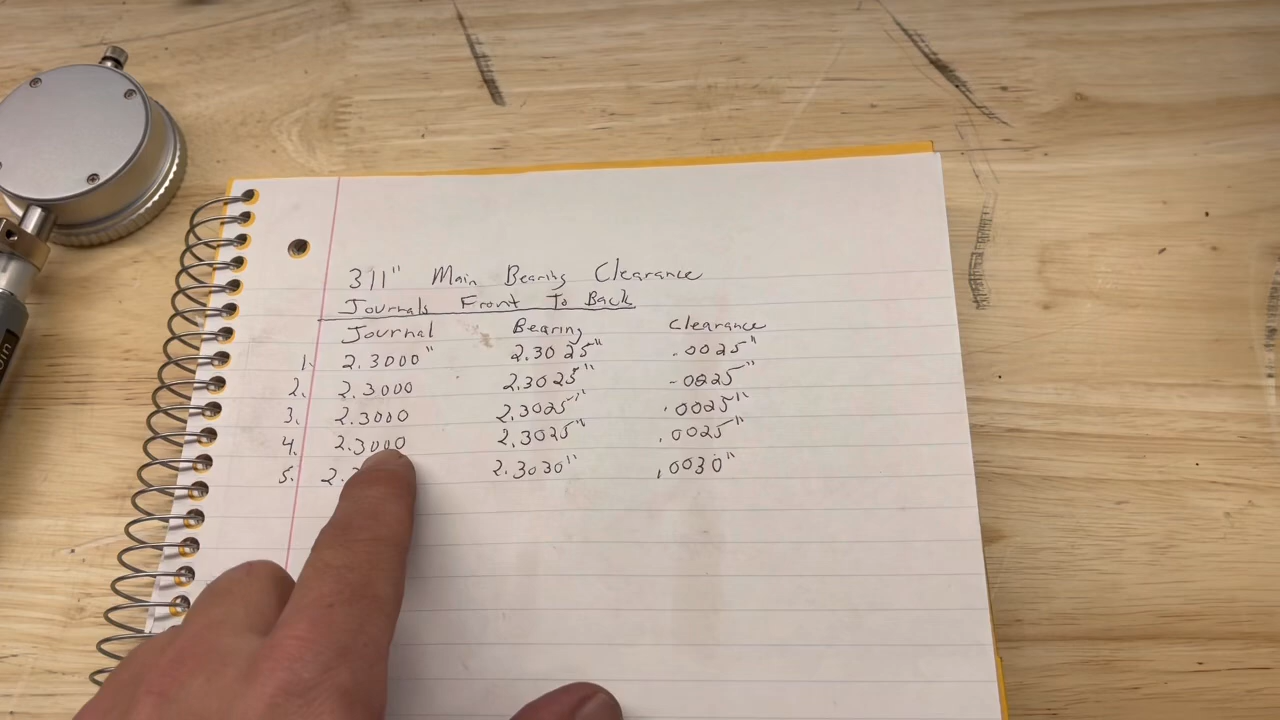 311" Main Bearing Clearance
Journals Front To Back
Journal Bearing Clearance
1. 2.3000" 2.3025" .0025"
2. 2.3000 2.3025" .0025"
3. 2.3000 2.3025" .0025"
4. 2.3000 2.3025" .0025"
5. 2.3030" .0030"